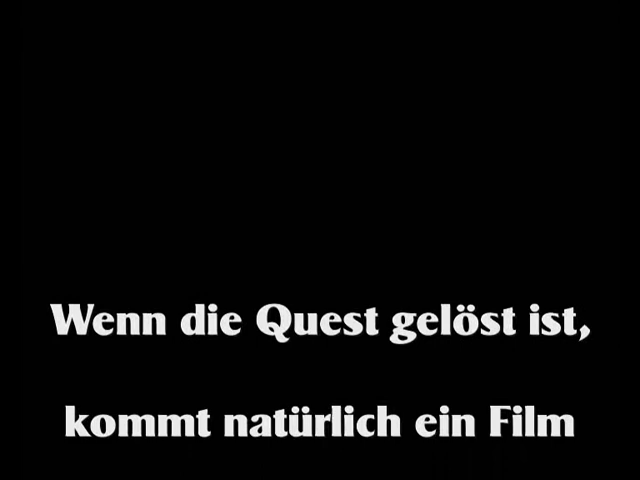 Wenn die Quest gelöst ist,
kommt natürlich ein Film